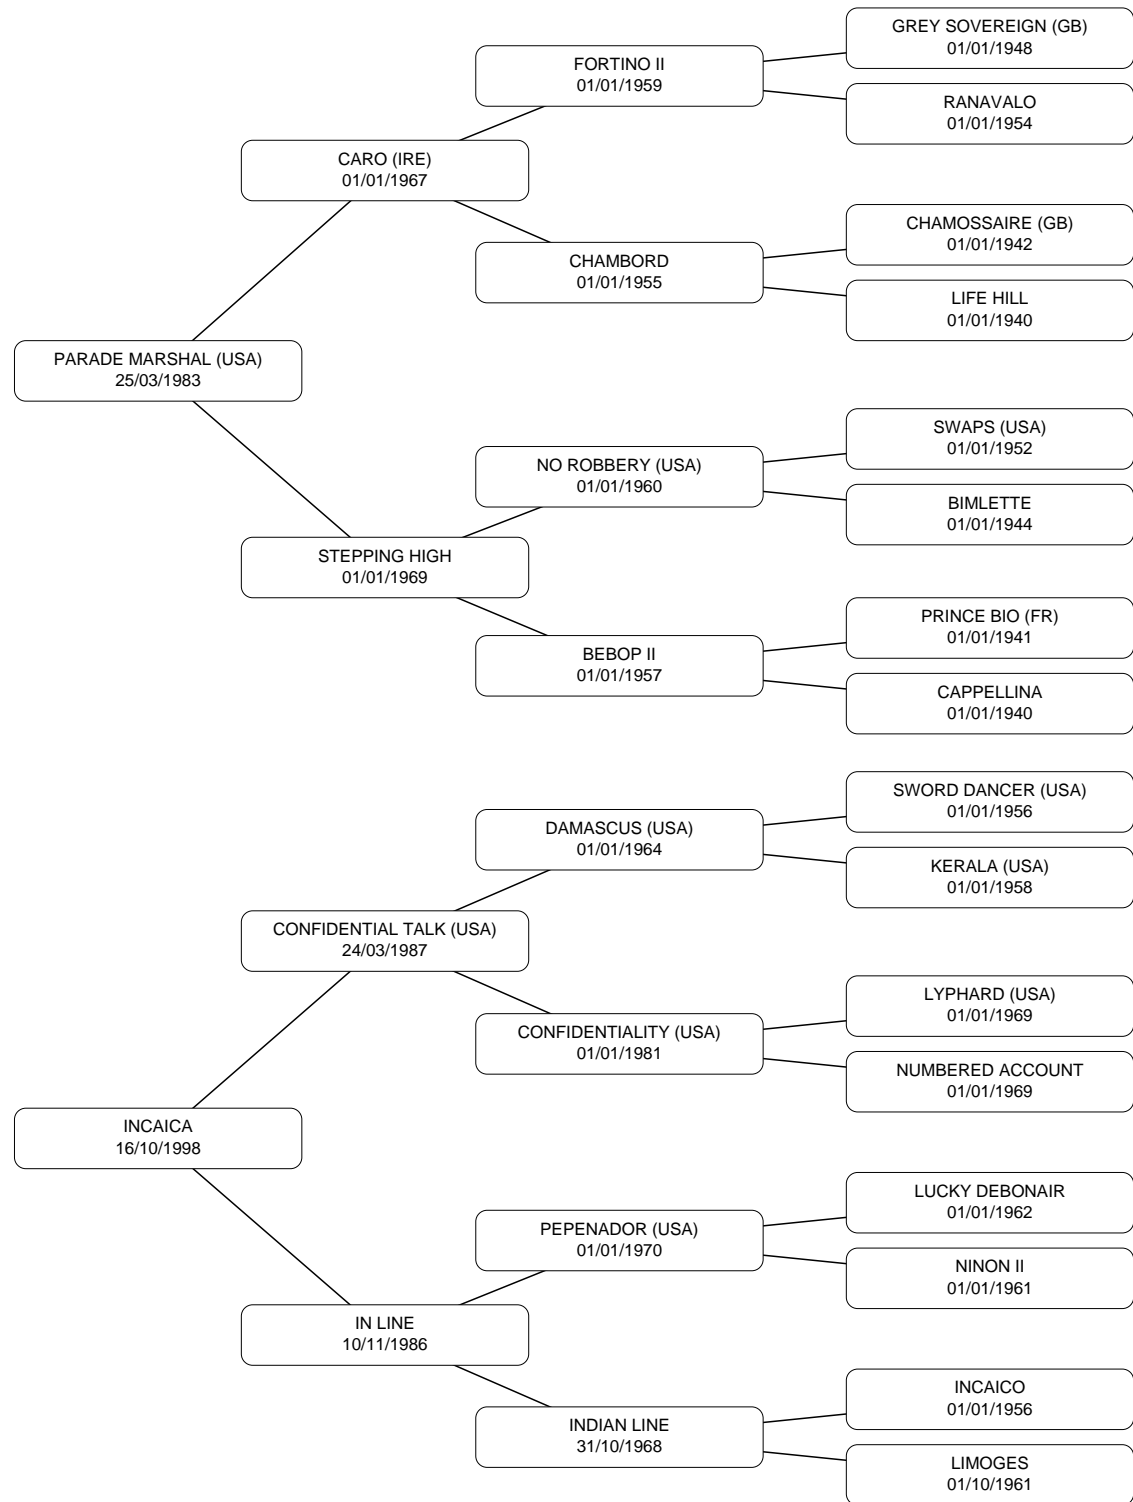 GREY SOVEREIGN (GB)
01/01/1948
FORTINO II
01/01/1959
RANAVALO
01/01/1954
CARO (IRE)
01/01/1967
CHAMOSSAIRE (GB)
01/01/1942
CHAMBORD
01/01/1955
LIFE HILL
01/01/1940
PARADE MARSHAL (USA)
25/03/1983
SWAPS (USA)
01/01/1952
NO ROBBERY (USA)
01/01/1960
BIMLETTE
01/01/1944
STEPPING HIGH
01/01/1969
PRINCE BIO (FR)
01/01/1941
BEBOP II
01/01/1957
CAPPELLINA
01/01/1940
SWORD DANCER (USA)
01/01/1956
DAMASCUS (USA)
01/01/1964
KERALA (USA)
01/01/1958
CONFIDENTIAL TALK (USA)
24/03/1987
LYPHARD (USA)
01/01/1969
CONFIDENTIALITY (USA)
01/01/1981
NUMBERED ACCOUNT
01/01/1969
INCAICA
16/10/1998
LUCKY DEBONAIR
01/01/1962
PEPENADOR (USA)
01/01/1970
NINON II
01/01/1961
IN LINE
10/11/1986
INCAICO
01/01/1956
INDIAN LINE
31/10/1968
LIMOGES
01/10/1961